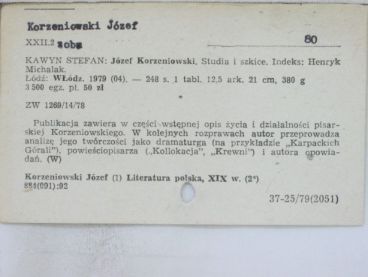 Korzeniowski Józef
XXII.2 zobs 80
KAWYN STEFAN: Józef Korzeniowski, Studia i szkice. Indeks: Henryk
Michalak.
Łódź: WŁódz. 1979 (04). — 248 s. 1 tabl. 12,5 ark. 21 cm, 380 g
3 500 egz. pł. 50 zł
ZW 1269/14/78
Publikacja zawiera w części wstępnej opis życia i działalności pisar-
skiej Korzeniowskiego. W kolejnych rozprawach autor przeprowadza
analizę jego twórczości jako dramaturga (na przykładzie „Karpackich
Górali”), powieściopisarza („Kollokacja”, „Krewni”) i autora opowia-
dań. (W)
Korzeniowski Józef (1) Literatura polska, XIX w. (2*)
884(091):92
37-25/79(2051)